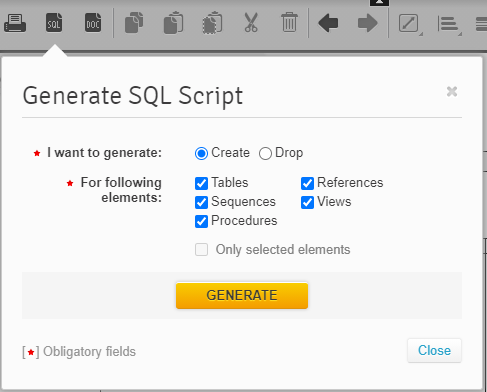 SQL
DOC
Generate SQL Script
* I want to generate: Create Drop
* For following elements:
Tables References
Sequences Views
Procedures
Only selected elements
GENERATE
[*] Obligatory fields
Close